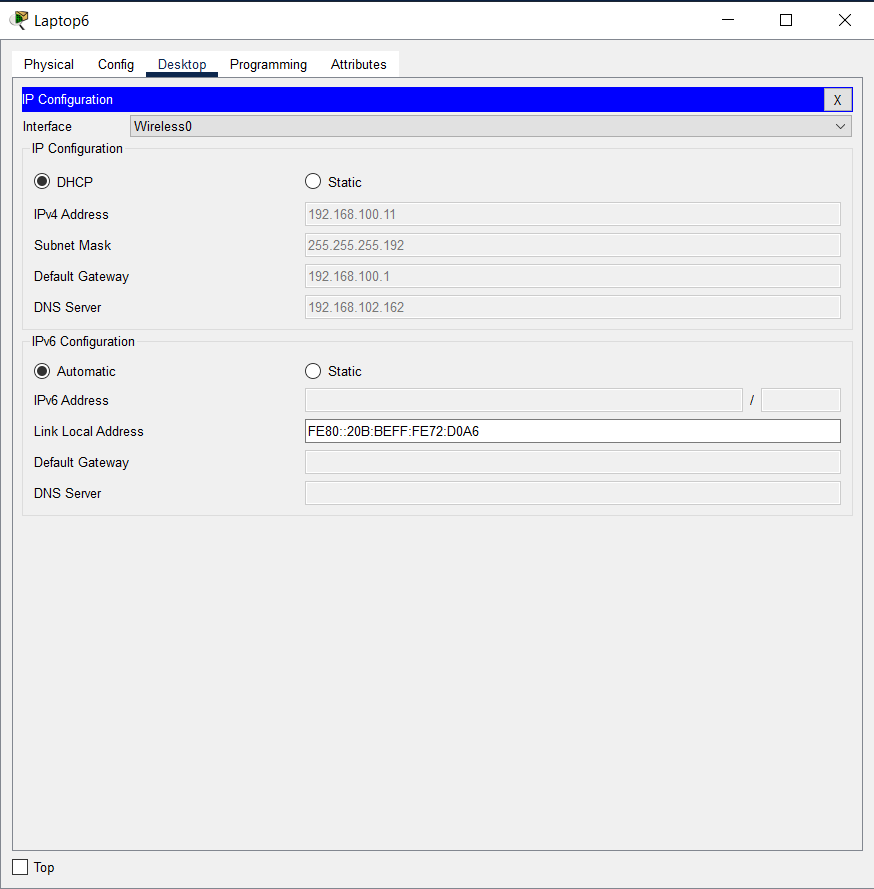 Laptop6
Physical Config Desktop Programming Attributes
IP Configuration X
Interface Wireless0
IP Configuration
DHCP Static
IPv4 Address 192.168.100.11
Subnet Mask 255.255.255.192
Default Gateway 192.168.100.1
DNS Server 192.168.102.162
IPv6 Configuration
Automatic Static
IPv6 Address /
Link Local Address FE80::20B:BEFF:FE72:D0A6
Default Gateway
DNS Server
Top